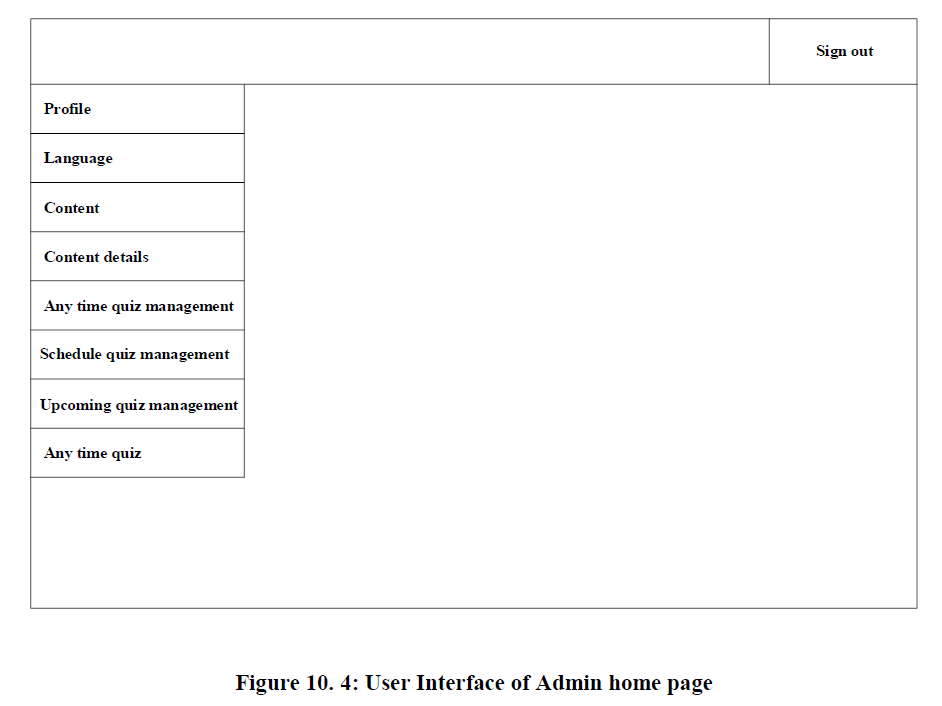 Sign out
Profile
Language
Content
Content details
Any time quiz management
Schedule quiz management
Upcoming quiz management
Any time quiz
Figure 10. 4: User Interface of Admin home page